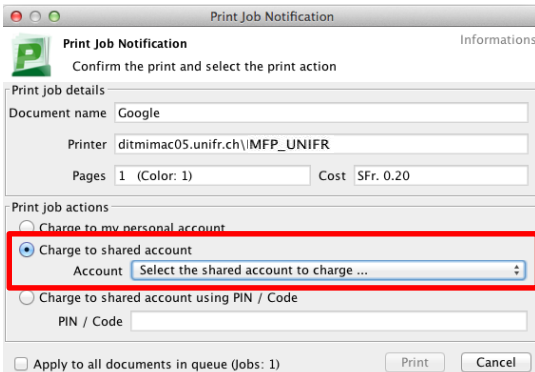 Print Job Notification
Print Job Notification
Informations
Confirm the print and select the print action
Print job details
Document name Google
Printer ditmimac05.unifr.ch\IMFP_UNIFR
Pages 1 (Color: 1) Cost SFr. 0.20
Print job actions
Charge to my personal account
Charge to shared account
Account Select the shared account to charge ...
Charge to shared account using PIN / Code
PIN / Code
Apply to all documents in queue (Jobs: 1) Print Cancel